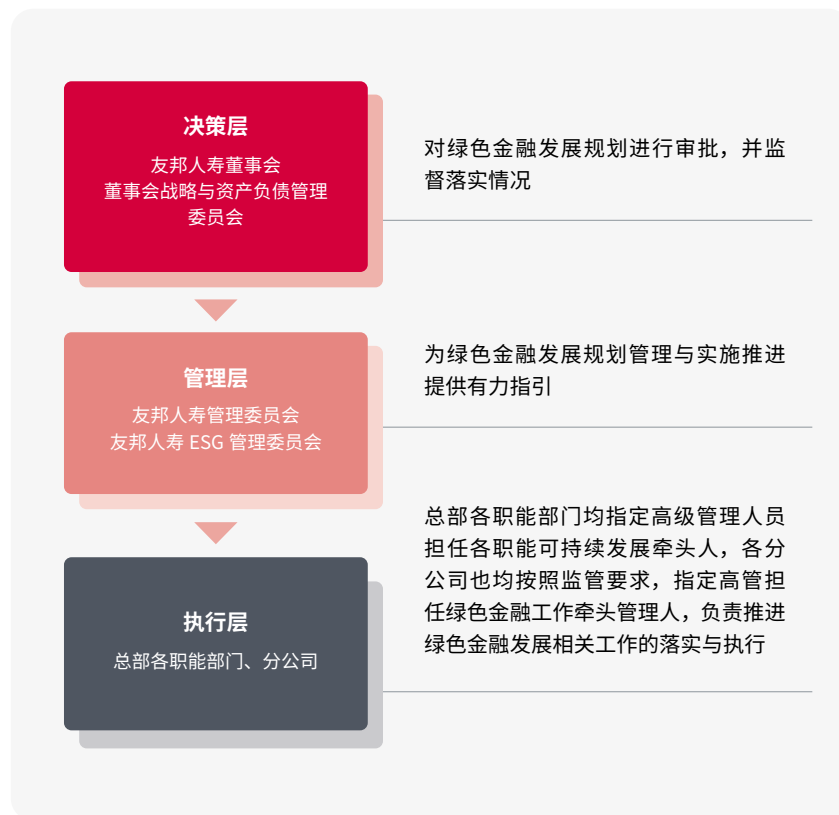 决策层
友邦人寿董事会
董事会战略与资产负债管理
委员会
对绿色金融发展规划进行审批，并监
督落实情况
管理层
友邦人寿管理委员会
友邦人寿 ESG 管理委员会
为绿色金融发展规划管理与实施推进
提供有力指引
执行层
总部各职能部门、分公司
总部各职能部门均指定高级管理人员
担任各职能可持续发展牵头人，各分
公司也均按照监管要求，指定高管担
任绿色金融工作牵头管理人，负责推进
绿色金融发展相关工作的落实与执行